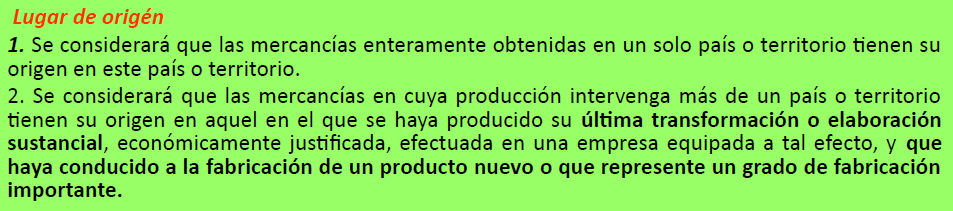 Lugar de origén
1. Se considerará que las mercancías enteramente obtenidas en un solo país o territorio tienen su
origen en este país o territorio.
2. Se considerará que las mercancías en cuya producción intervenga más de un país o territorio
tienen su origen en aquel en el que se haya producido su última transformación o elaboración
sustancial, económicamente justificada, efectuada en una empresa equipada a tal efecto, y que
haya conducido a la fabricación de un producto nuevo o que represente un grado de fabricación
importante.